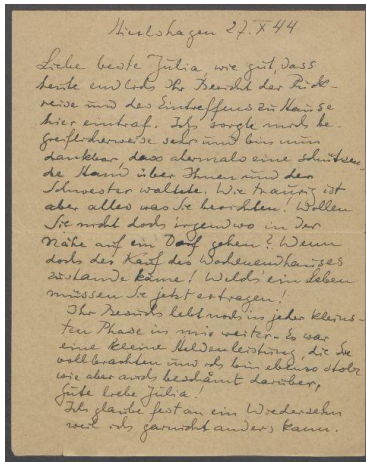 Nienhagen 27.X 44
Liebe beste Julia, wie gut, dass
heute endlich Ihr Bericht der Rück-
reise und des Eintreffens zu Hause
hier eintraf. Ich sorgte mich be-
greiflicherweise sehr und bin nun
dankbar, dass abermals eine schützen-
de Hand über Ihnen und der
Schwester waltete. Wie traurig ist
aber alles was Sie berichten! Wollen
Sie nicht doch irgendwo in der
Nähe auf ein Dorf gehen? Wenn
doch der Kauf des Wochenendhauses
zustande käme! Welch' ein Leben
müssen Sie jetzt ertragen!
Ihr Besuch lebt noch in jeder kleins-
ten Phase in mir weiter. Es war
eine kleine Heldenleistung, die Sie
vollbrachten und ich bin ebenso stolz
wie aber auch beschämt darüber,
gute liebe Julia!
Ich glaube fest an ein Wiedersehn
weil ich garnicht anders kann.